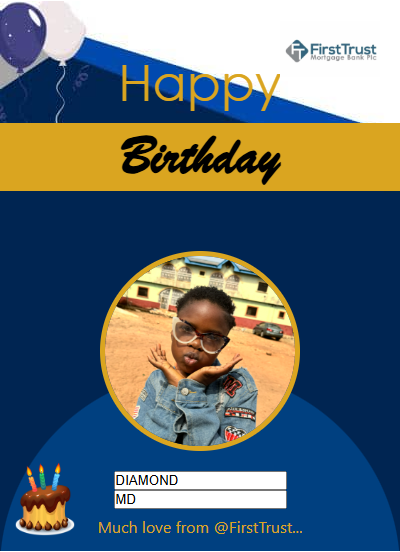 FirstTrust
Mortgage Bank Plc
Happy
Birthday
DIAMOND
MD
Much love from @FirstTrust...